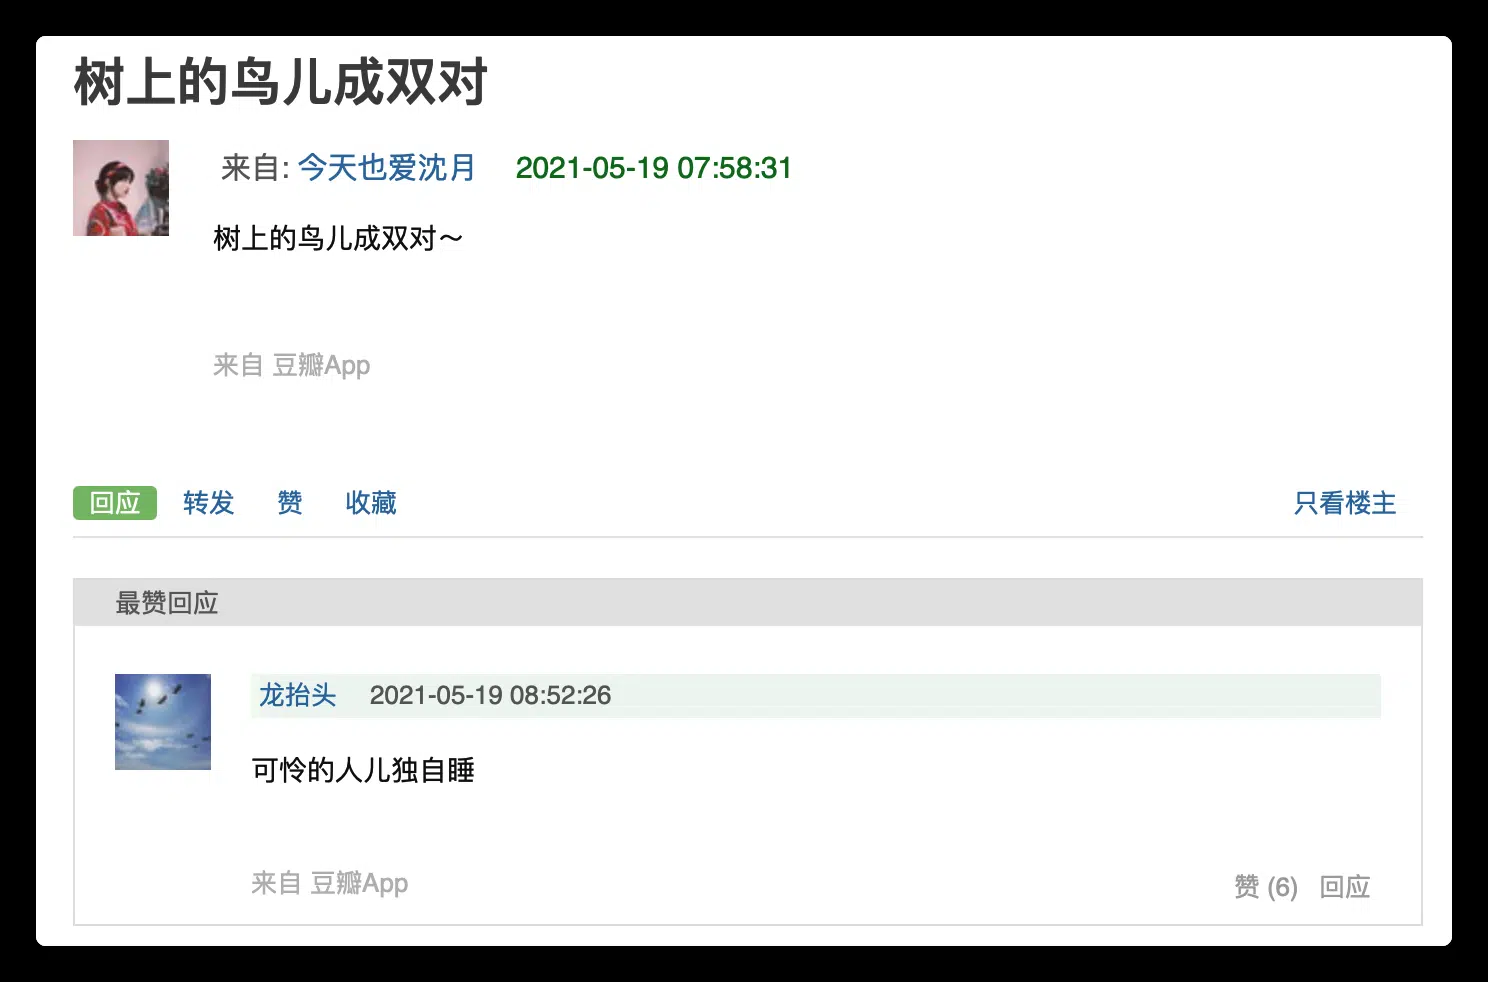 树上的鸟儿成双对
来自: 今天也爱沈月 2021-05-19 07:58:31
树上的鸟儿成双对～
来自 豆瓣App
回应 转发 赞 收藏 只看楼主
最赞回应
龙抬头 2021-05-19 08:52:26
可怜的人儿独自睡
来自 豆瓣App 赞 (6) 回应